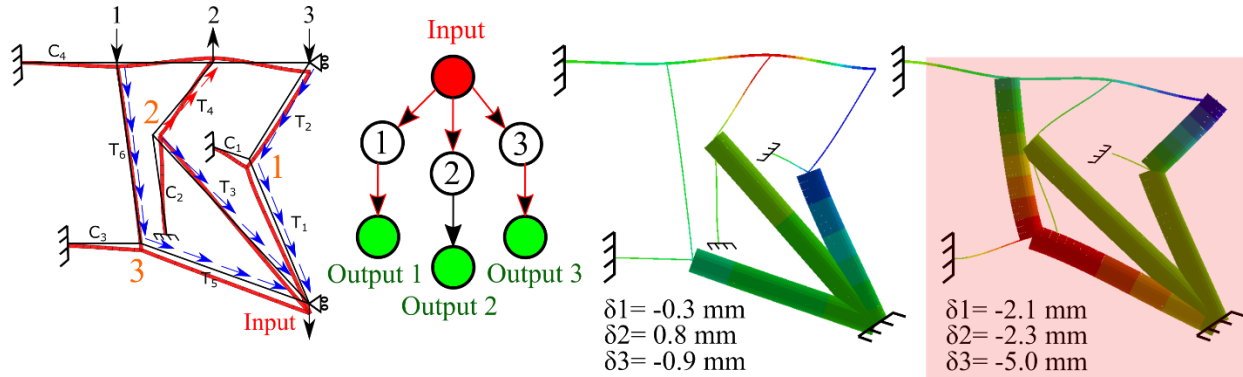 1
2
3
C4
2
T4
T2
C1
1
T6
C2
T3
T1
C3
3
T5
Input
Input
1
2
3
Output 1
Output 2
Output 3
δ1= -0.3 mm
δ2= 0.8 mm
δ3= -0.9 mm
δ1= -2.1 mm
δ2= -2.3 mm
δ3= -5.0 mm